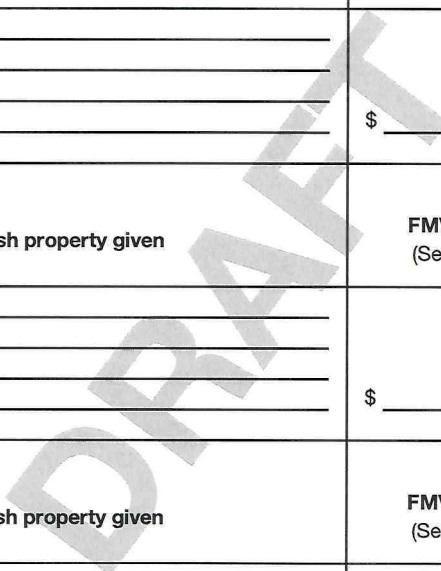 $
sh property given
FMV
(Se
$
sh property given
FMV
(Se
DRAFT